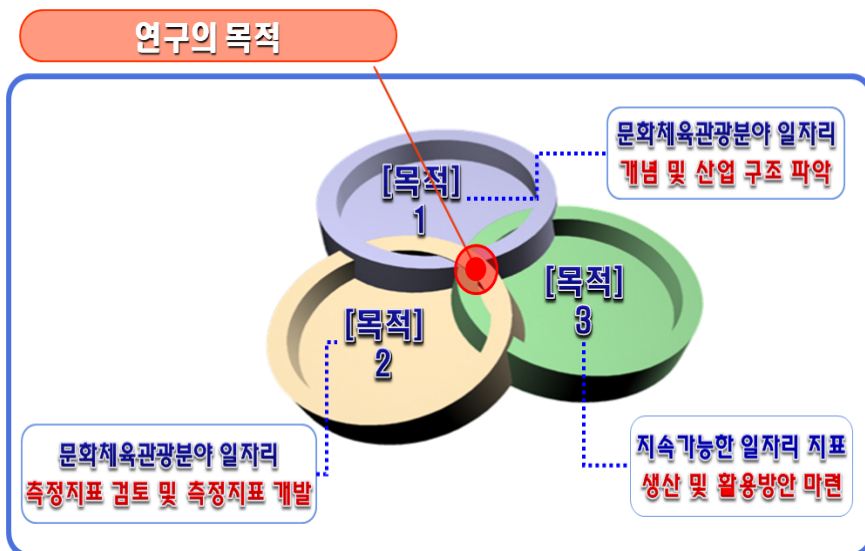 연구의 목적
[목적]
1
문화체육관광분야 일자리
개념 및 산업 구조 파악
[목적]
2
문화체육관광분야 일자리
측정지표 검토 및 측정지표 개발
[목적]
3
지속가능한 일자리 지표
생산 및 활용방안 마련